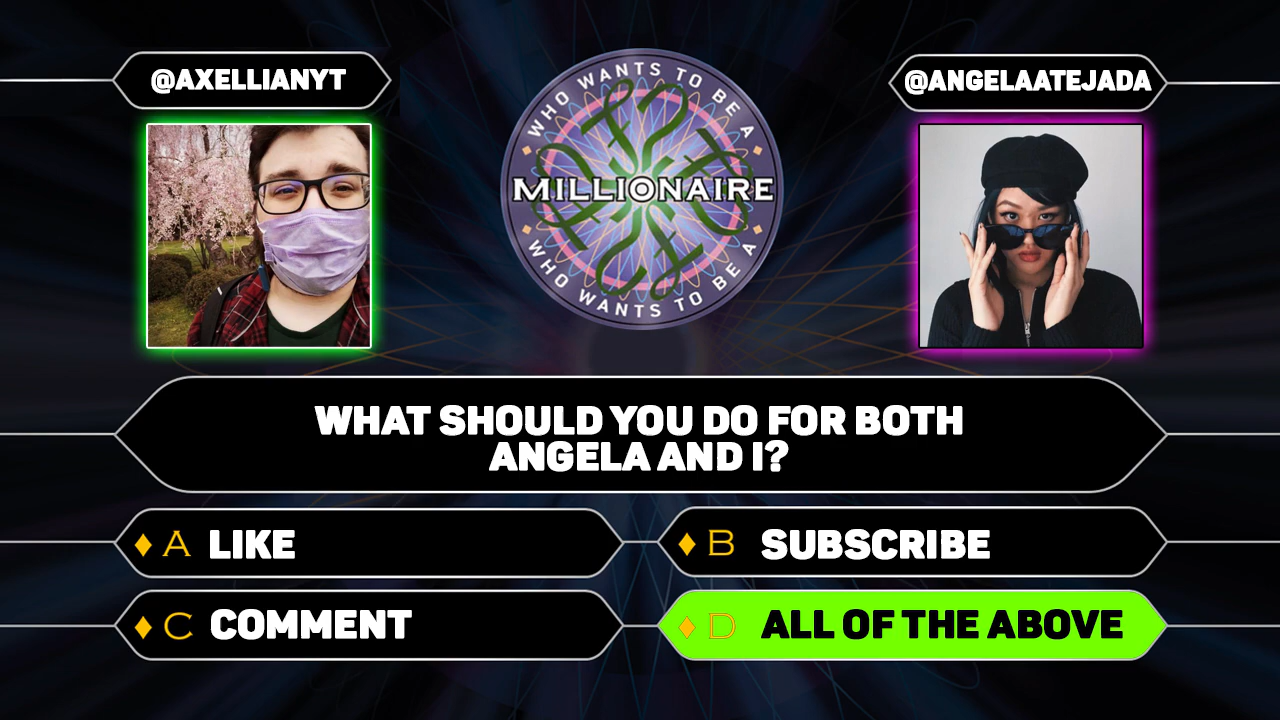 @AXELLIANYT
@ANGELAATEJADA
WHO WANTS TO BE A
MILLIONAIRE
WHO WANTS TO BE A
WHAT SHOULD YOU DO FOR BOTH
ANGELA AND I?
A LIKE
B SUBSCRIBE
C COMMENT
D ALL OF THE ABOVE